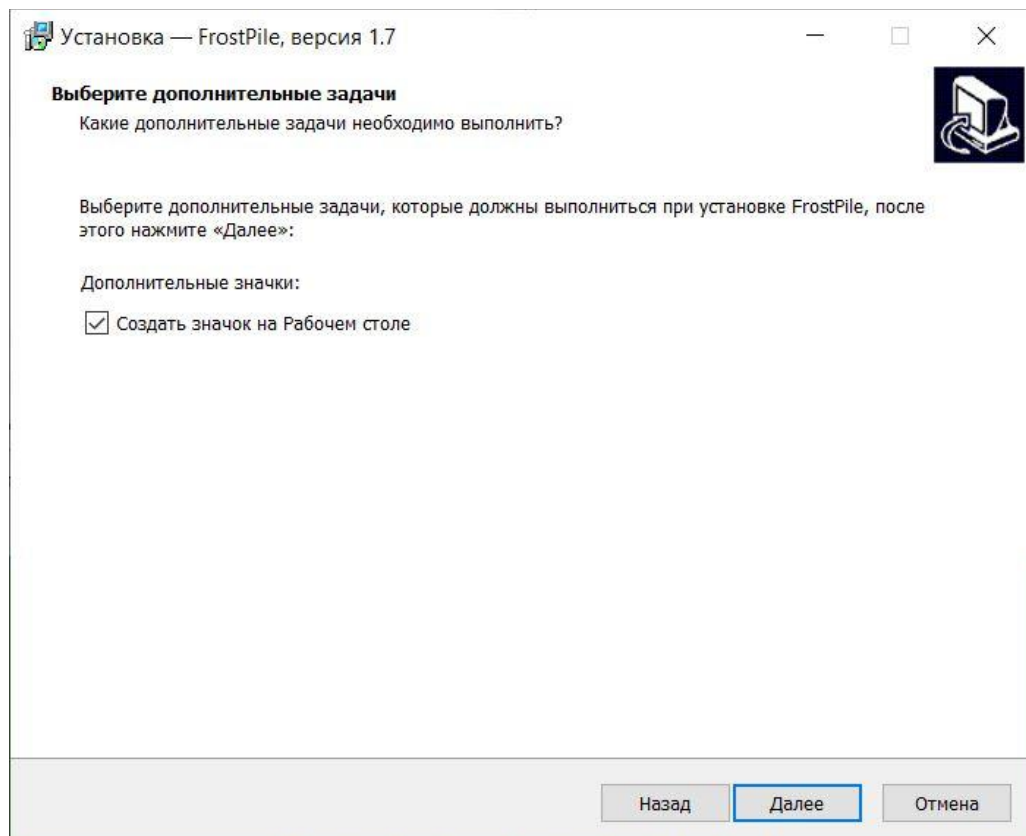 Установка — FrostPile, версия 1.7
Выберите дополнительные задачи
Какие дополнительные задачи необходимо выполнить?
Выберите дополнительные задачи, которые должны выполниться при установке FrostPile, после
этого нажмите «Далее»:
Дополнительные значки:
Создать значок на Рабочем столе
Назад
Далее
Отмена